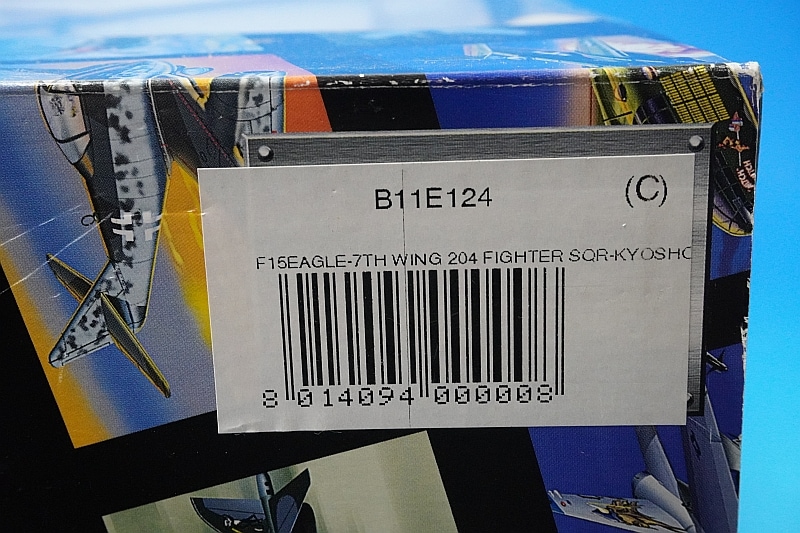 B11E124
(C)
F15EAGLE-7TH WING 204 FIGHTER SQR-KYOSHO
8 014094 000008